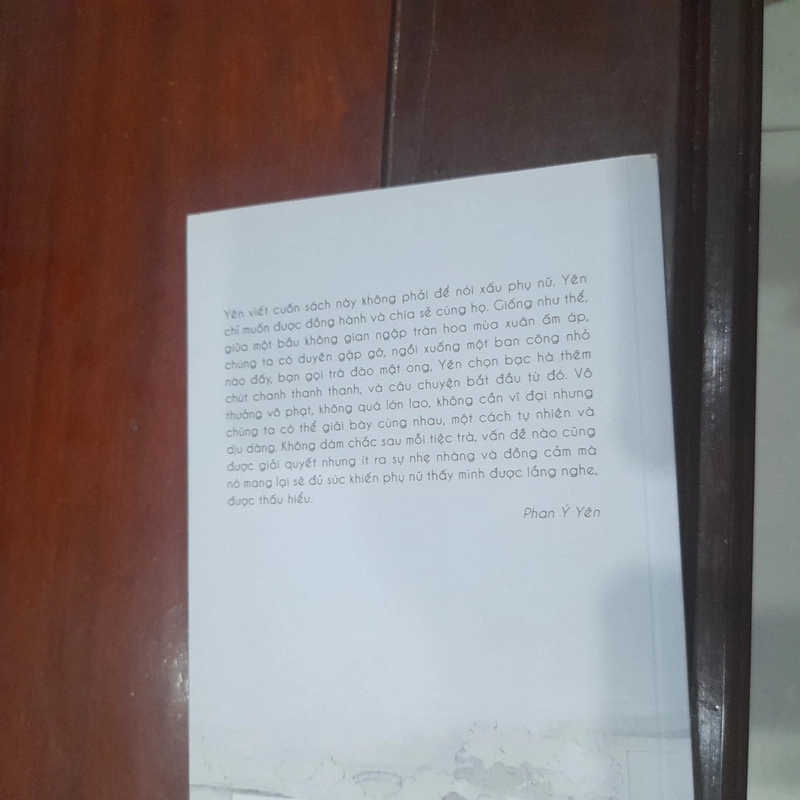 Yên viết cuốn sách này không phải để nói xấu phụ nữ. Yên
chỉ muốn được đồng hành và chia sẻ cùng họ. Giống như thể,
giữa một bầu không gian ngập tràn hoa mùa xuân ấm áp,
chúng ta có duyên gặp gỡ, ngồi xuống một ban công nhỏ
nào đấy, bạn gọi trà đào mật ong, Yên chọn bạc hà thêm
chút chanh thanh thanh, và câu chuyện bắt đầu từ đó. Vô
thưởng vô phạt, không quá lớn lao, không cần vĩ đại nhưng
chúng ta có thể giãi bày cùng nhau, một cách tự nhiên và
dịu dàng. Không dám chắc sau mỗi tiệc trà, vấn đề nào cũng
được giải quyết nhưng ít ra sự nhẹ nhàng và đồng cảm mà
nó mang lại sẽ đủ sức khiến phụ nữ thấy mình được lắng nghe,
được thấu hiểu.
Phan Ý Yên